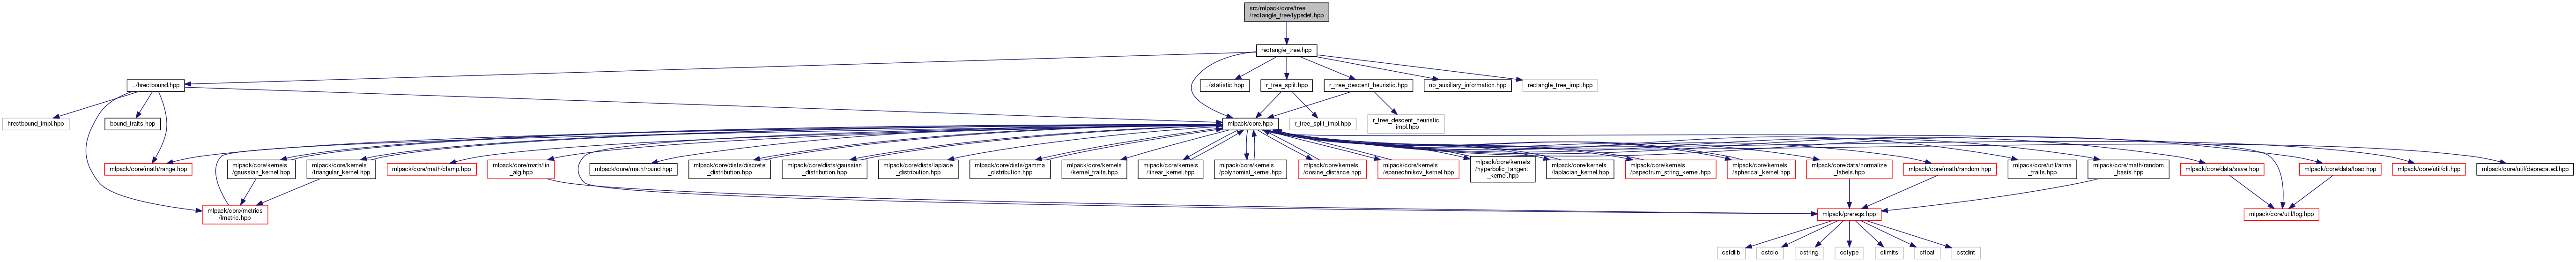 src/mlpack/core/tree
/rectangle_tree/typedef.hpp
rectangle_tree.hpp
../hrectbound.hpp
../statistic.hpp
r_tree_split.hpp
r_tree_descent_heuristic.hpp
no_auxiliary_information.hpp
rectangle_tree_impl.hpp
hrectbound_impl.hpp
bound_traits.hpp
mlpack/core.hpp
r_tree_split_impl.hpp
r_tree_descent_heuristic
_impl.hpp
mlpack/core/math/range.hpp
mlpack/core/kernels
/gaussian_kernel.hpp
mlpack/core/kernels
/triangular_kernel.hpp
mlpack/core/math/clamp.hpp
mlpack/core/math/lin
_alg.hpp
mlpack/core/math/round.hpp
mlpack/core/dists/discrete
_distribution.hpp
mlpack/core/dists/gaussian
_distribution.hpp
mlpack/core/dists/laplace
_distribution.hpp
mlpack/core/dists/gamma
_distribution.hpp
mlpack/core/kernels
/kernel_traits.hpp
mlpack/core/kernels
/linear_kernel.hpp
mlpack/core/kernels
/polynomial_kernel.hpp
mlpack/core/kernels
/cosine_distance.hpp
mlpack/core/kernels
/epanechnikov_kernel.hpp
mlpack/core/kernels
/hyperbolic_tangent
_kernel.hpp
mlpack/core/kernels
/laplacian_kernel.hpp
mlpack/core/kernels
/pspectrum_string_kernel.hpp
mlpack/core/kernels
/spherical_kernel.hpp
mlpack/core/data/normalize
_labels.hpp
mlpack/core/math/random.hpp
mlpack/core/util/arma
_traits.hpp
mlpack/core/math/random
_basis.hpp
mlpack/core/data/save.hpp
mlpack/core/data/load.hpp
mlpack/core/util/cli.hpp
mlpack/core/util/deprecated.hpp
mlpack/core/metrics
/lmetric.hpp
mlpack/prereqs.hpp
mlpack/core/util/log.hpp
cstdlib
cstdio
cstring
cctype
climits
cfloat
cstdint